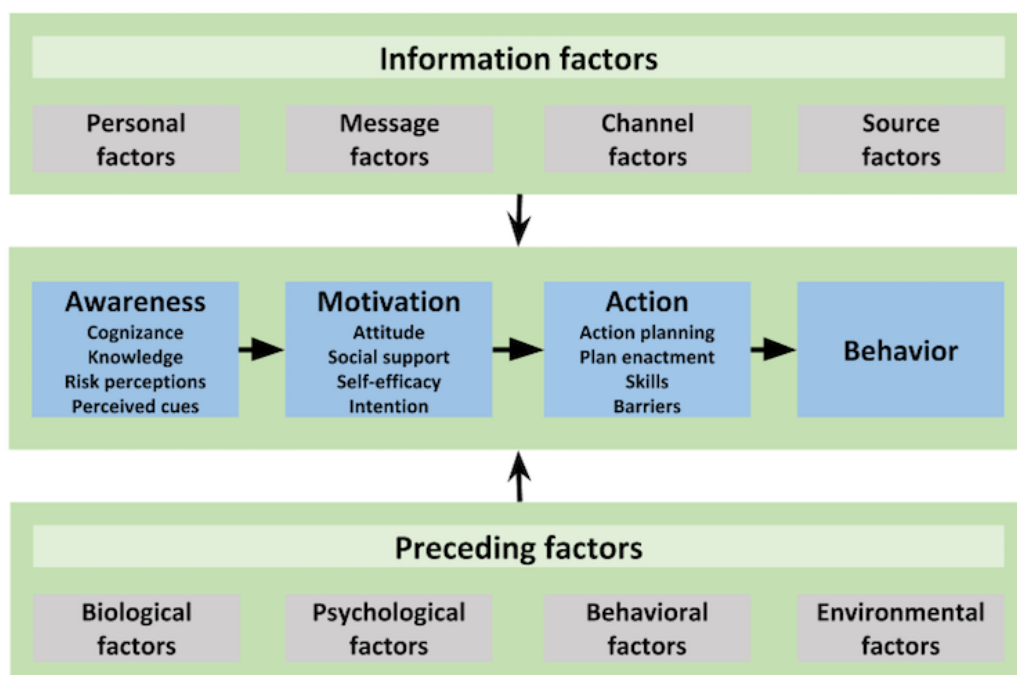 Information factors
Personal
factors
Message
factors
Channel
factors
Source
factors
Awareness
Cognizance
Knowledge
Risk perceptions
Perceived cues
Motivation
Attitude
Social support
Self-efficacy
Intention
Action
Action planning
Plan enactment
Skills
Barriers
Behavior
Preceding factors
Biological
factors
Psychological
factors
Behavioral
factors
Environmental
factors